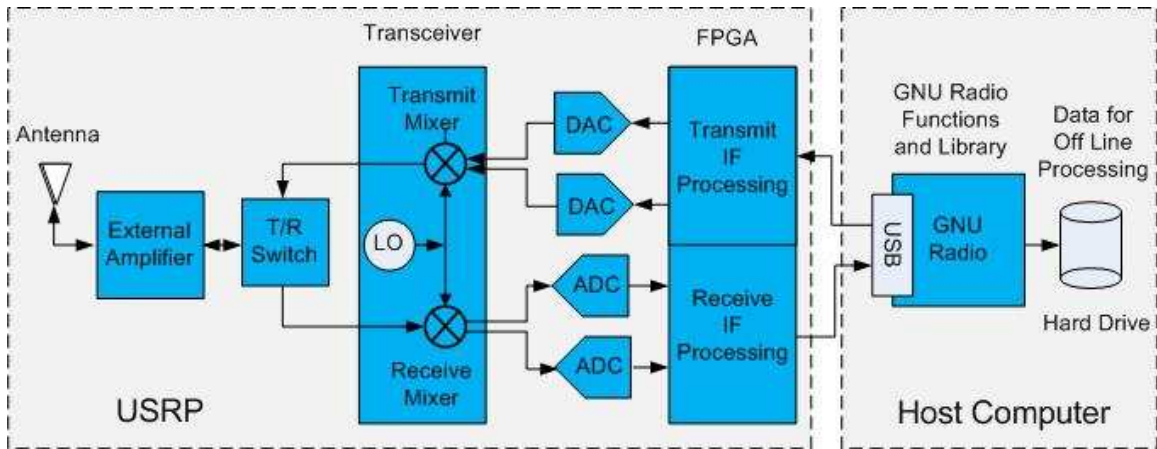 Transceiver
FPGA
Transmit
Mixer
DAC
DAC
Transmit
IF
Processing
GNU Radio
Functions
and Library
Data for
Off Line
Processing
Antenna
External
Amplifier
T/R
Switch
LO
USB
GNU
Radio
ADC
ADC
Receive
IF
Processing
Hard Drive
Receive
Mixer
USRP
Host Computer